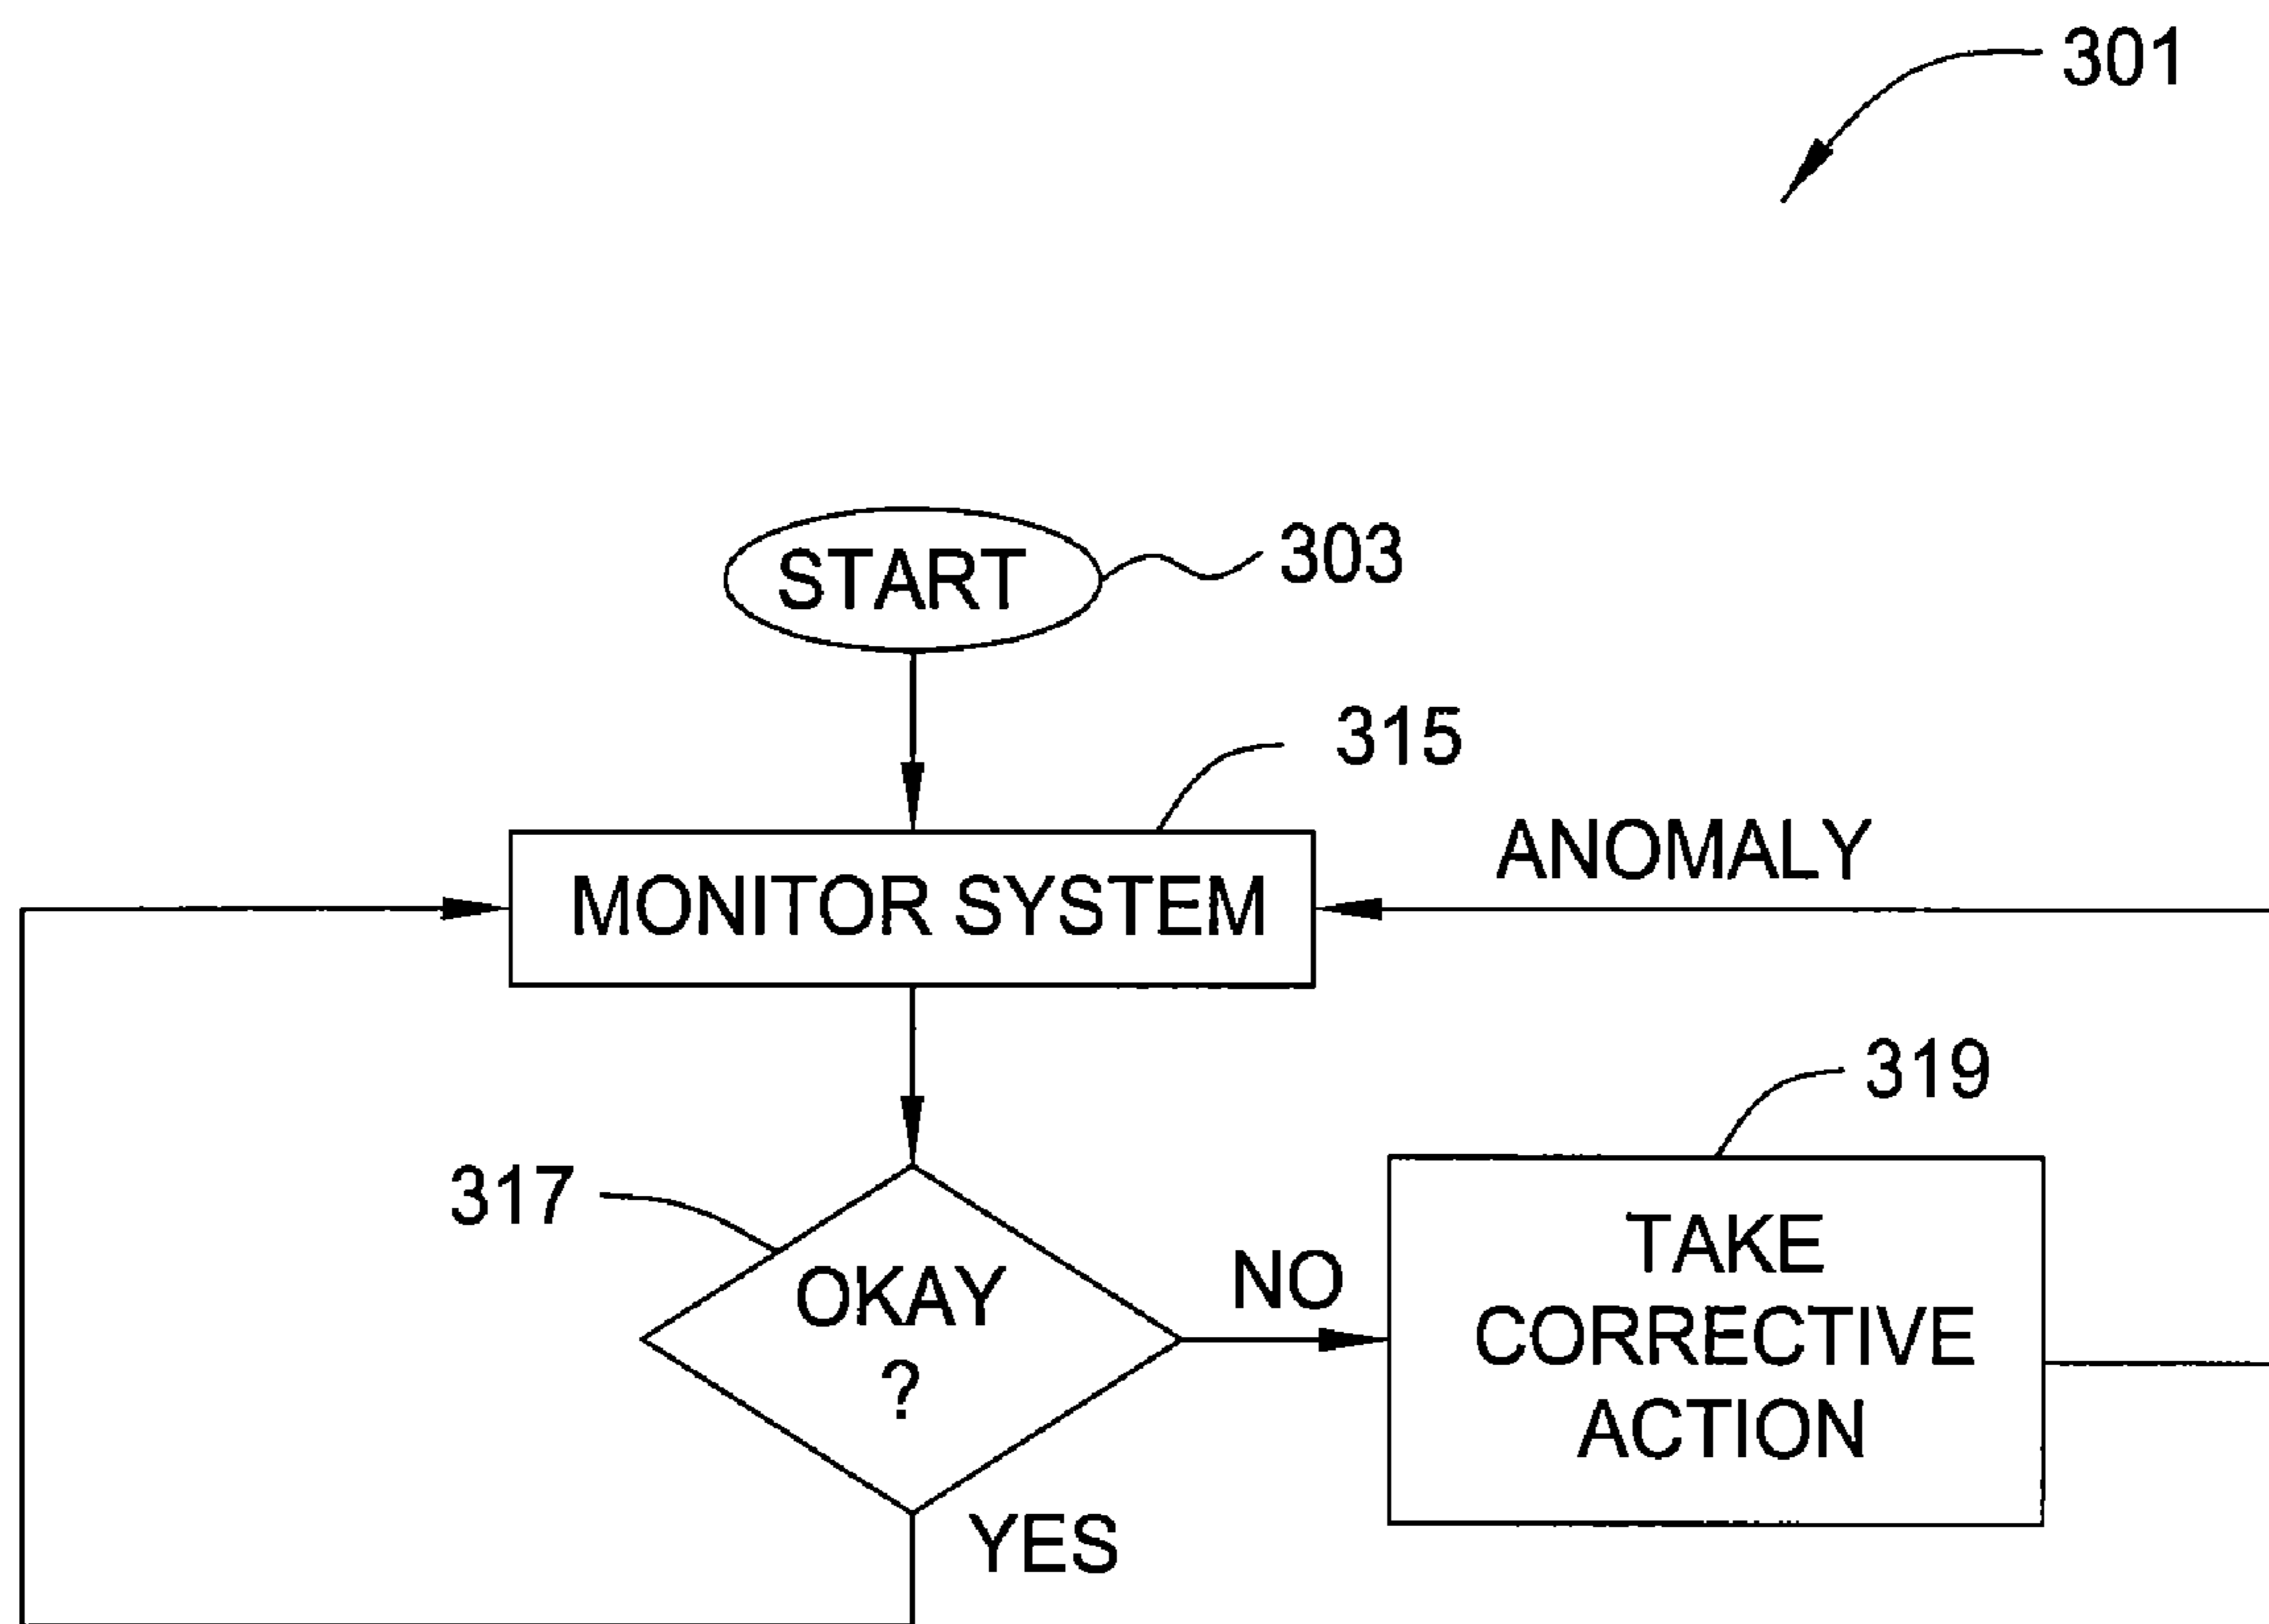 301
START
303
315
MONITOR SYSTEM
ANOMALY
319
317
OKAY
?
NO
TAKE
CORRECTIVE
ACTION
YES